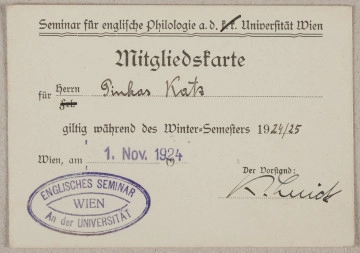 Seminar für englische Philologie a. d. k. k. Universität Wien
Mitgliedskarte
für Herrn Pinkas Katz
giltig während des Winter=Semesters 1924/25
Wien, am 1. Nov. 1924
Der Vorstand:
ENGLISCHES SEMINAR
WIEN
An der UNIVERSITÄT